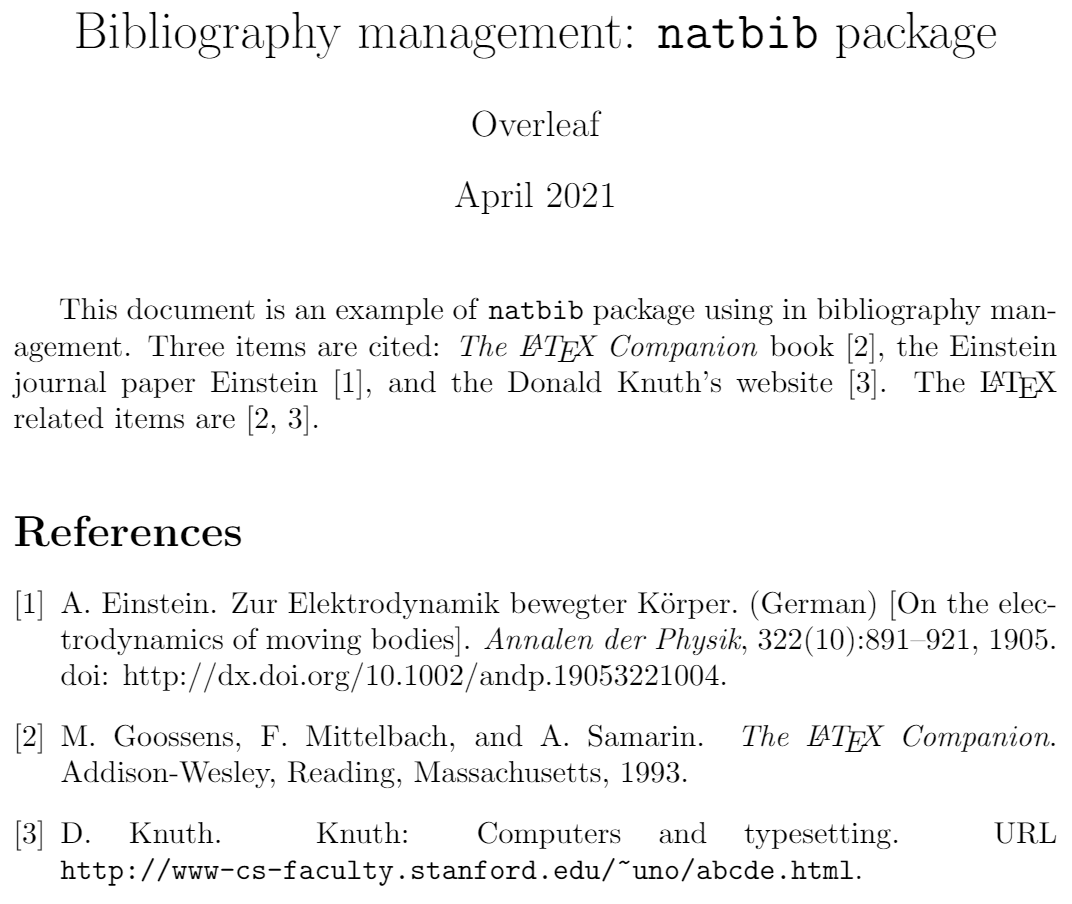 Bibliography management: natbib package
Overleaf
April 2021
This document is an example of natbib package using in bibliography man-
agement. Three items are cited: The LATEX Companion book [2], the Einstein
journal paper Einstein [1], and the Donald Knuth's website [3]. The LATEX
related items are [2, 3].
References
[1] A. Einstein. Zur Elektrodynamik bewegter Körper. (German) [On the elec-
trodynamics of moving bodies]. Annalen der Physik, 322(10):891–921, 1905.
doi: http://dx.doi.org/10.1002/andp.19053221004.
[2] M. Goossens, F. Mittelbach, and A. Samarin. The LATEX Companion.
Addison-Wesley, Reading, Massachusetts, 1993.
[3] D. Knuth. Knuth: Computers and typesetting. URL
http://www-cs-faculty.stanford.edu/~uno/abcde.html.